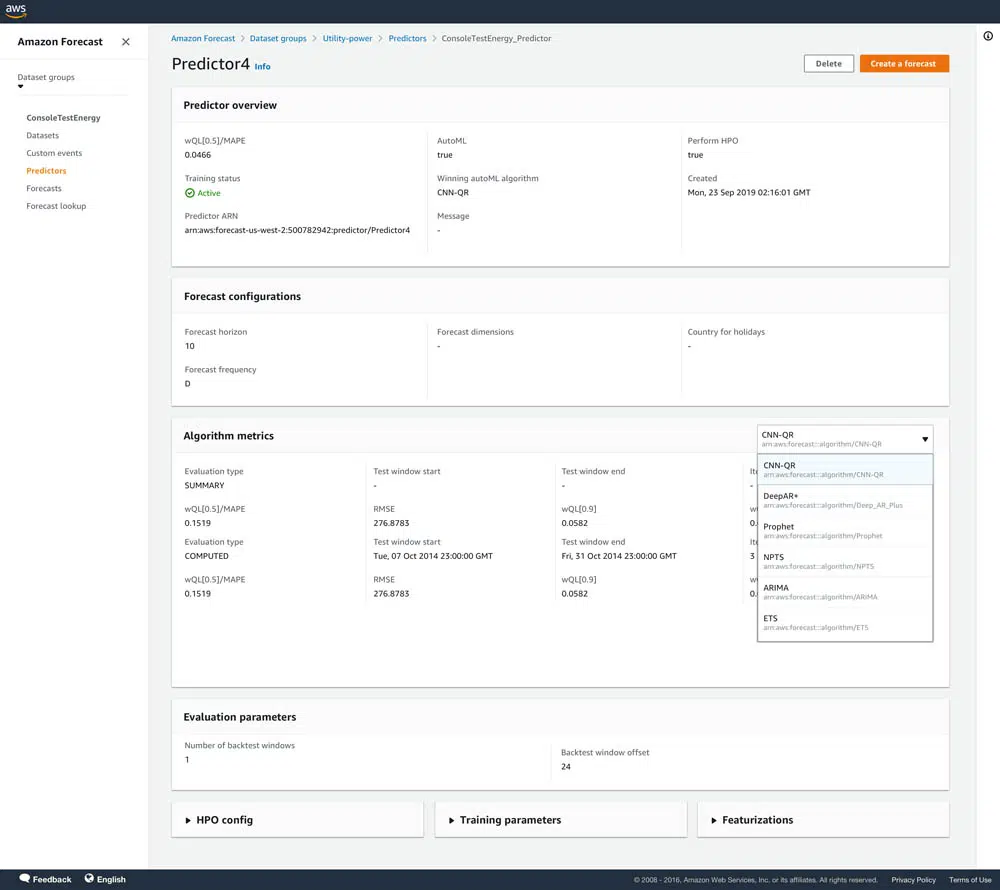 aws
Amazon Forecast ✕
Dataset groups
ConsoleTestEnergy
Datasets
Custom events
Predictors
Forecasts
Forecast lookup
Amazon Forecast > Dataset groups > Utility-power > Predictors > ConsoleTestEnergy_Predictor
Predictor4 Info
Delete
Create a forecast
Predictor overview
wQL[0.5]/MAPE
0.0466
Training status
Active
Predictor ARN
arn:aws:forecast-us-west-2:500782942:predictor/Predictor4
AutoML
true
Winning autoML algorithm
CNN-QR
Message
-
Perform HPO
true
Created
Mon, 23 Sep 2019 02:16:01 GMT
Forecast configurations
Forecast horizon
10
Forecast frequency
D
Forecast dimensions
-
Country for holidays
-
Algorithm metrics
CNN-QR
arn:aws:forecast:::algorithm/CNN-QR
CNN-QR
arn:aws:forecast:::algorithm/CNN-QR
DeepAR+
arn:aws:forecast:::algorithm/Deep_AR_Plus
Prophet
arn:aws:forecast:::algorithm/Prophet
NPTS
arn:aws:forecast:::algorithm/NPTS
ARIMA
arn:aws:forecast:::algorithm/ARIMA
ETS
arn:aws:forecast:::algorithm/ETS
Evaluation type Test window start Test window end
SUMMARY - - -
wQL[0.5]/MAPE RMSE wQL[0.9]
0.1519 276.8783 0.0582 0.
Evaluation type Test window start Test window end
COMPUTED Tue, 07 Oct 2014 23:00:00 GMT Fri, 31 Oct 2014 23:00:00 GMT 3
wQL[0.5]/MAPE RMSE wQL[0.9]
0.1519 276.8783 0.0582 0.
Evaluation parameters
Number of backtest windows
1
Backtest window offset
24
HPO config
Training parameters
Featurizations
Feedback English
© 2008 - 2016, Amazon Web Services, Inc. or its affiliates. All rights reserved. Privacy Policy Terms of Use